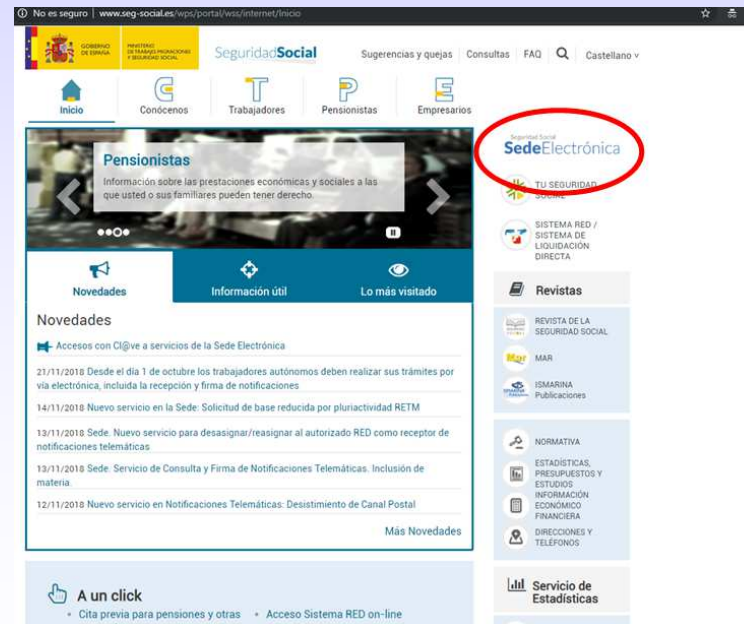 No es seguro | www.seg-social.es/wps/portal/wss/internet/Inicio
GOBIERNO DE ESPAÑA
MINISTERIO DE TRABAJO, MIGRACIONES Y SEGURIDAD SOCIAL
SeguridadSocial
Sugerencias y quejas | Consultas | FAQ
Castellano
Inicio
Conócenos
Trabajadores
Pensionistas
Empresarios
Pensionistas
Información sobre las prestaciones económicas y sociales a las
que usted o sus familiares pueden tener derecho.
Seguridad Social
SedeElectrónica
TU SEGURIDAD
SOCIAL
SISTEMA RED /
SISTEMA DE
LIQUIDACIÓN
DIRECTA
Novedades
Información útil
Lo más visitado
Novedades
Accesos con Cl@ve a servicios de la Sede Electrónica
21/11/2018 Desde el día 1 de octubre los trabajadores autónomos deben realizar sus trámites por
vía electrónica, incluida la recepción y firma de notificaciones
14/11/2018 Nuevo servicio en la Sede: Solicitud de base reducida por pluriactividad RETM
13/11/2018 Sede. Nuevo servicio para desasignar/reasignar al autorizado RED como receptor de
notificaciones telemáticas
13/11/2018 Sede. Servicio de Consulta y Firma de Notificaciones Telemáticas. Inclusión de
materia.
12/11/2018 Nuevo servicio en Notificaciones Telemáticas: Desistimiento de Canal Postal
Más Novedades
Revistas
REVISTA DE LA
SEGURIDAD SOCIAL
MAR
ISMARINA
Publicaciones
NORMATIVA
ESTADÍSTICAS,
PRESUPUESTOS Y
ESTUDIOS
INFORMACIÓN
ECONÓMICO
FINANCIERA
DIRECCIONES Y
TELÉFONOS
Servicio de
Estadísticas
A un click
Cita previa para pensiones y otras
Acceso Sistema RED on-line